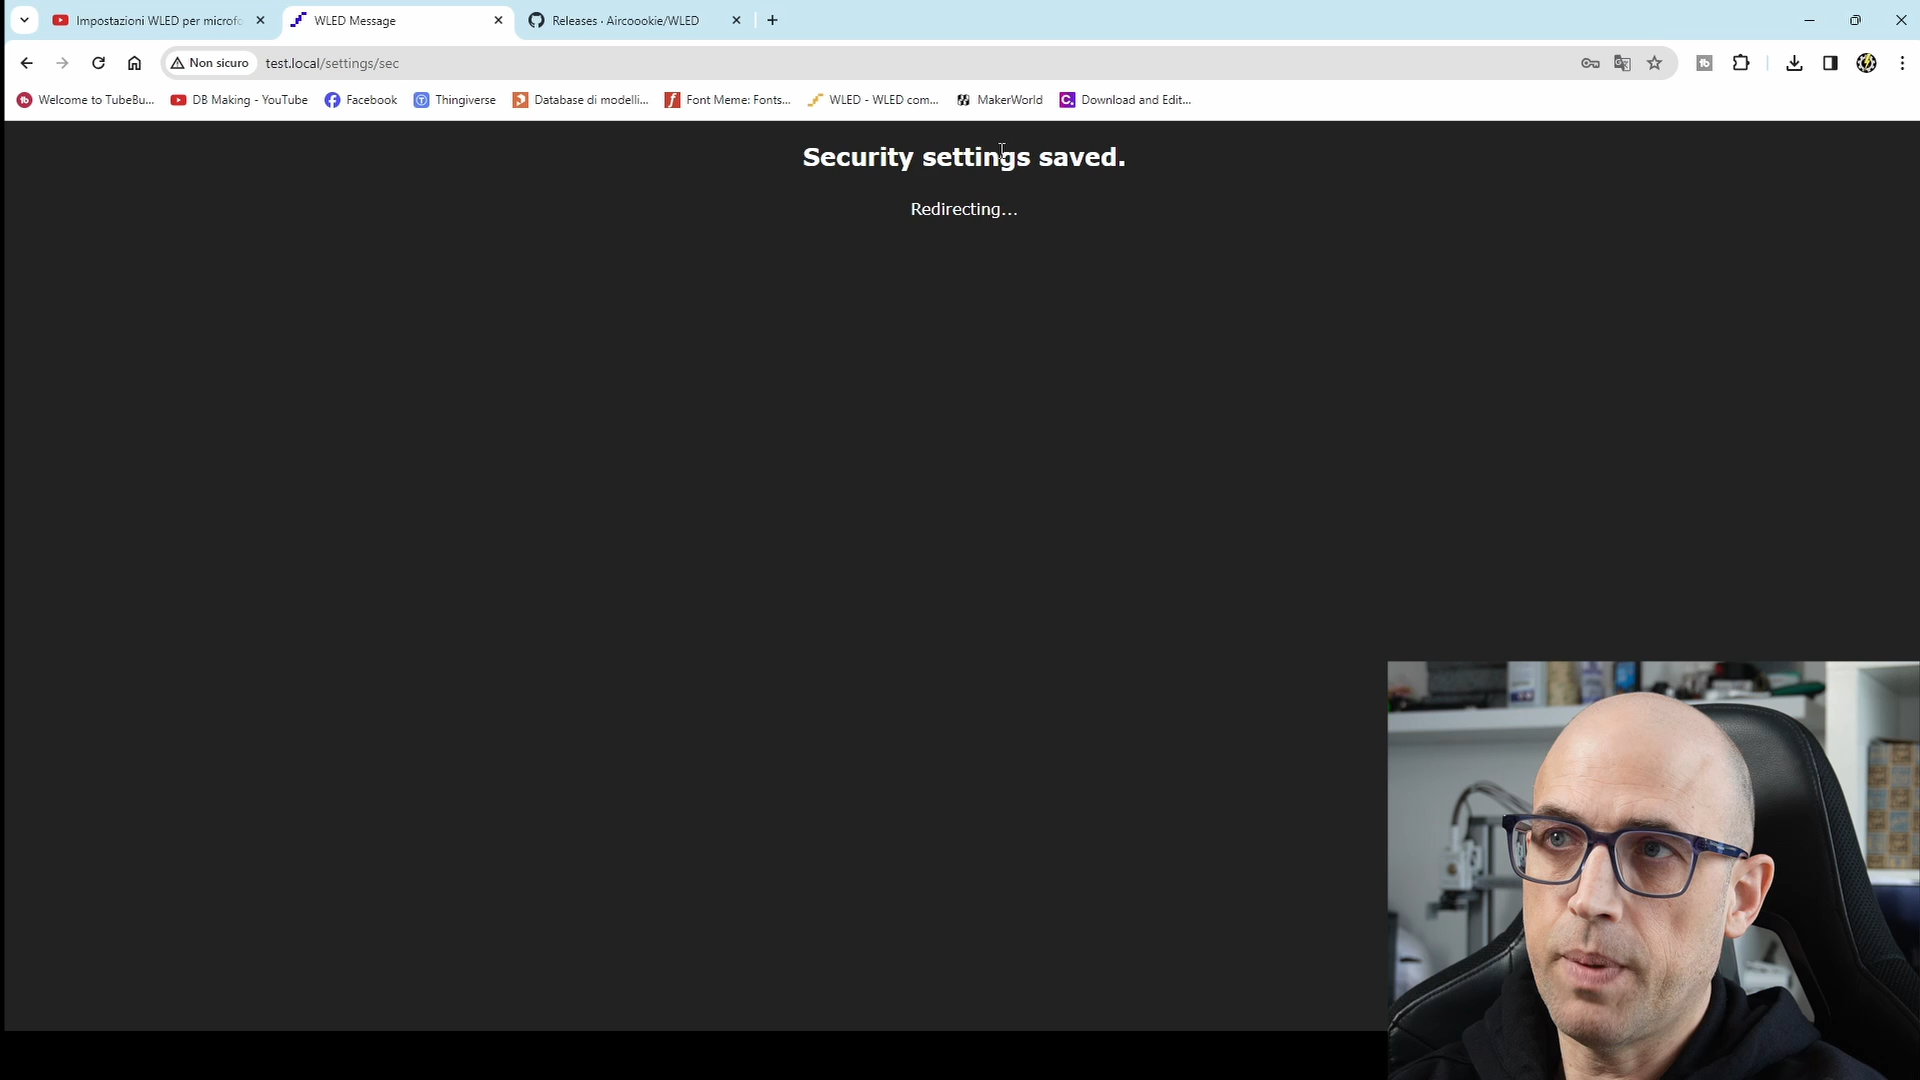 Impostazioni WLED per microfo
WLED Message
Releases · Aircoookie/WLED
Non sicuro
test.local/settings/sec
Welcome to TubeBu...
DB Making - YouTube
Facebook
Thingiverse
Database di modelli...
Font Meme: Fonts...
WLED - WLED com...
MakerWorld
Download and Edit...
Security settings saved.
Redirecting...